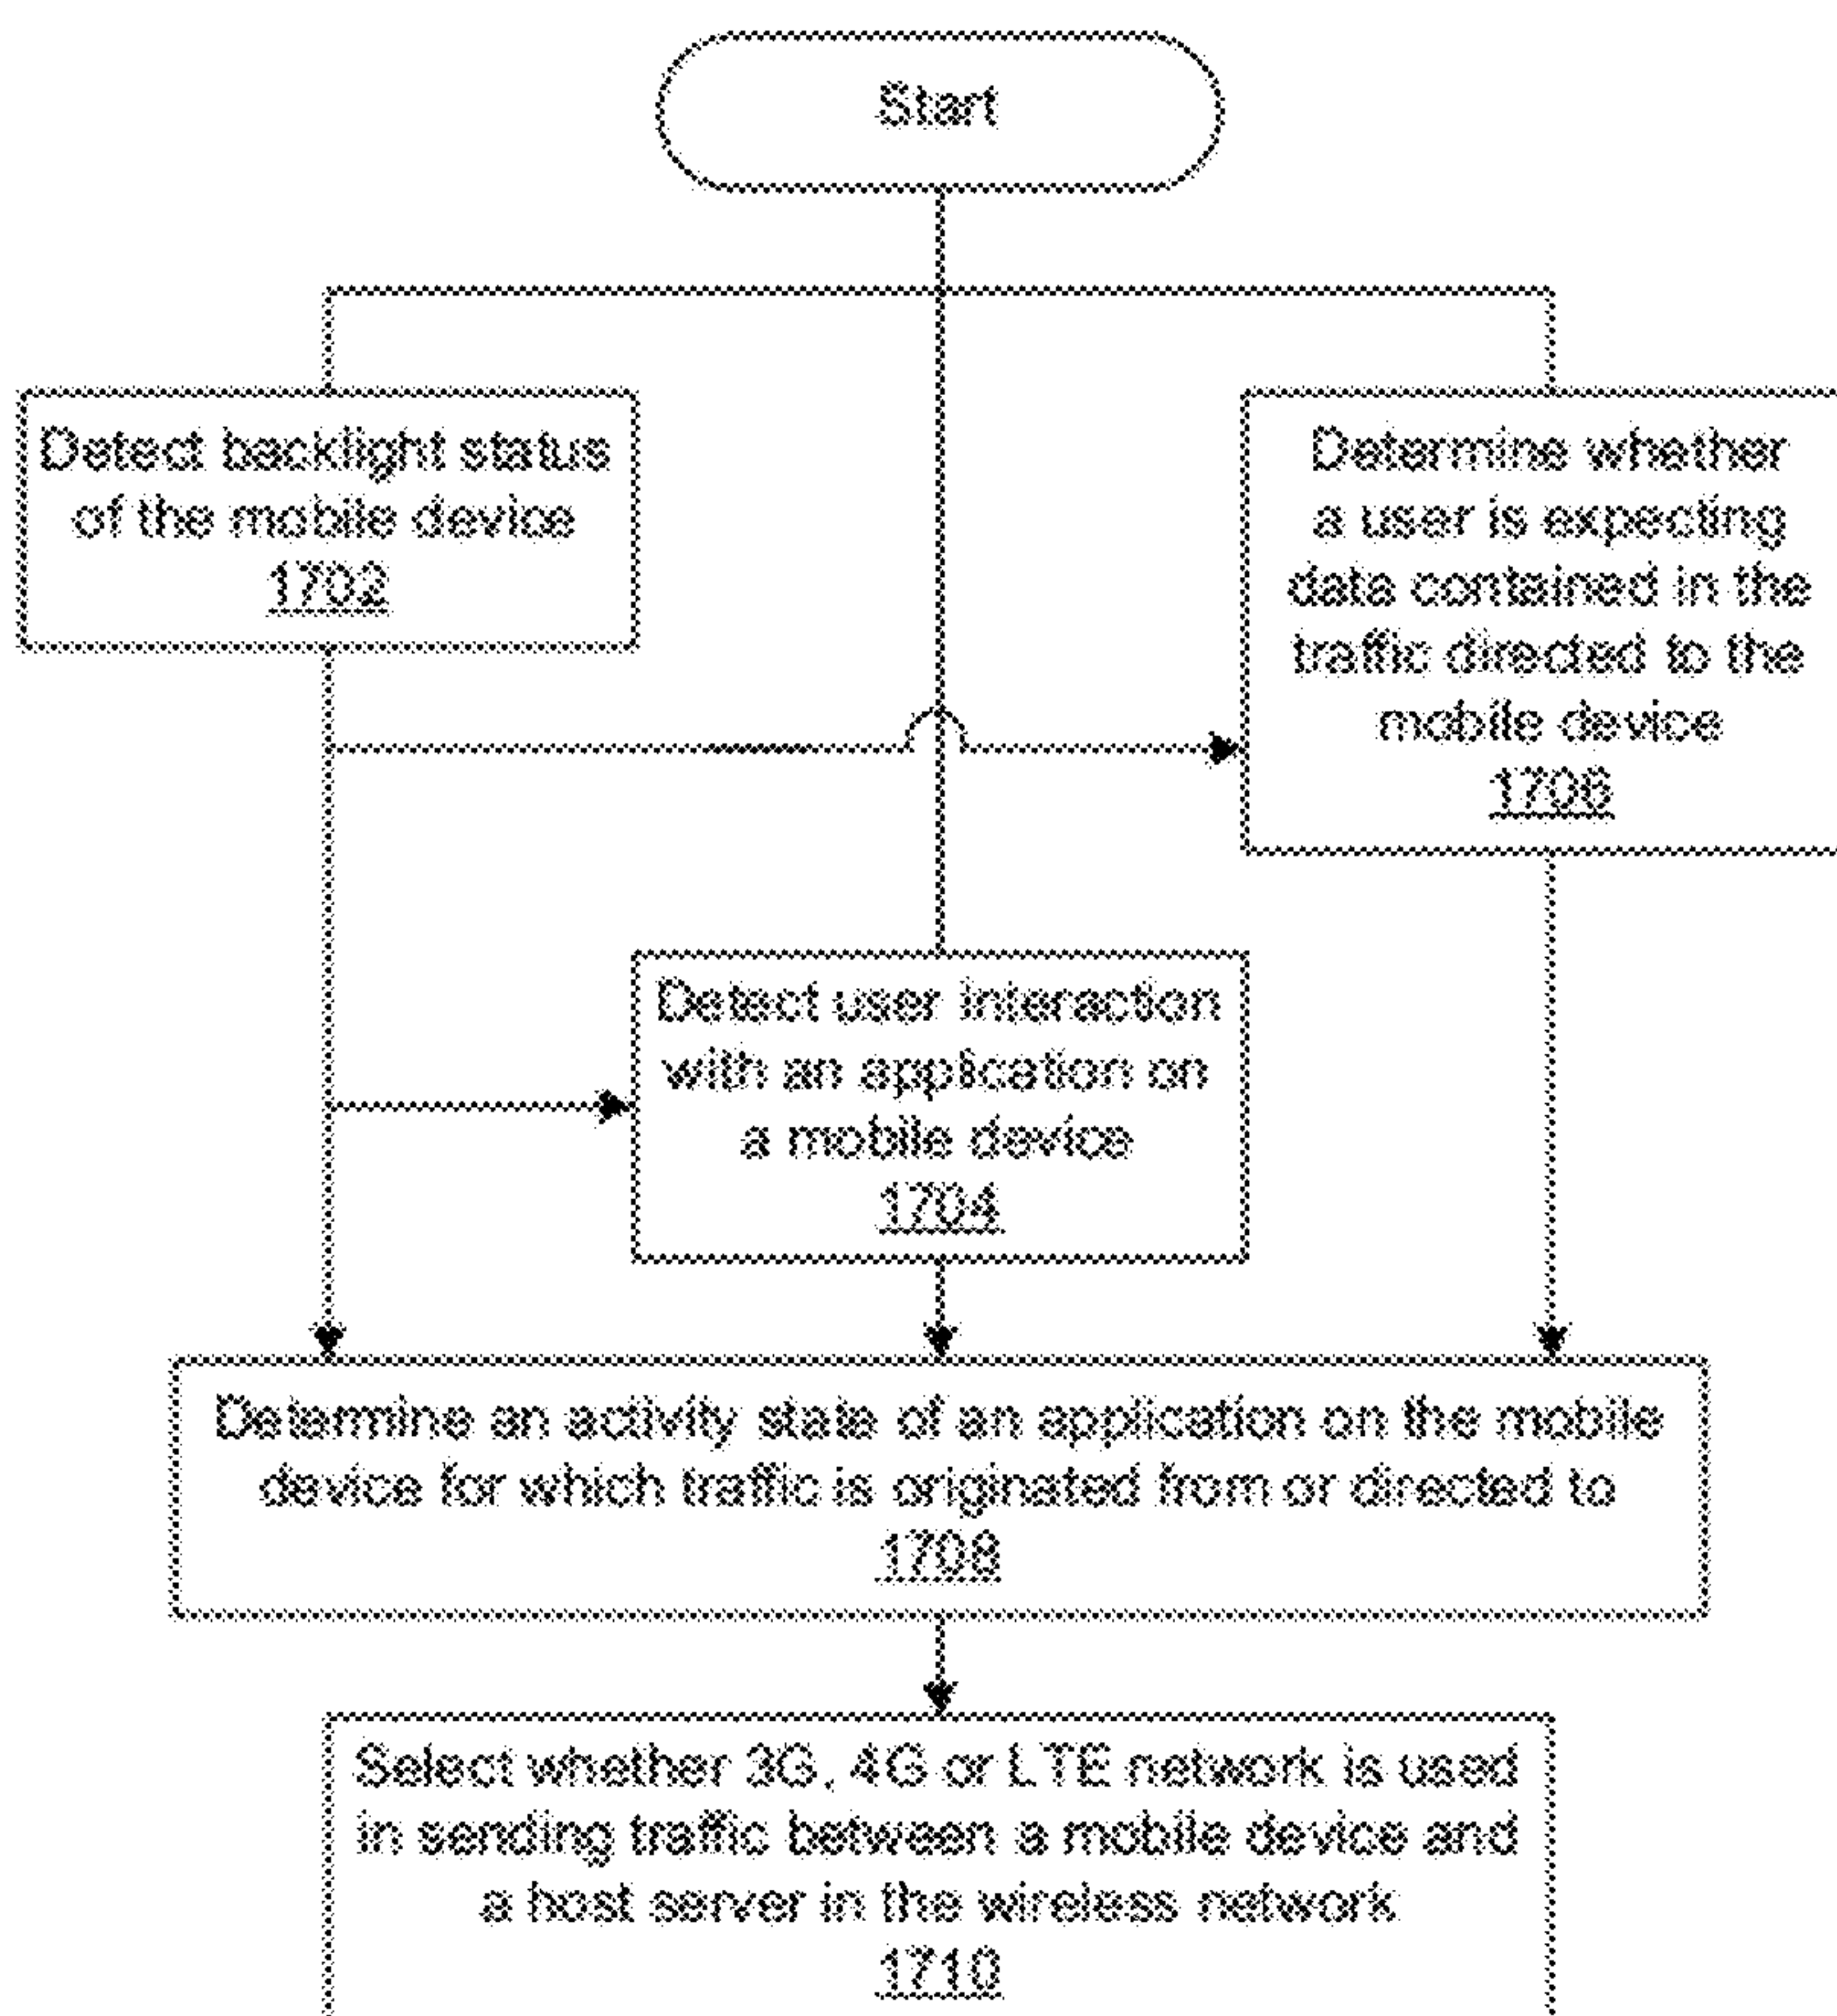 Start
Detect backlight status
of the mobile device
1702
Determine whether
a user is expecting
data contained in the
traffic directed to the
mobile device
1706
Detect user interaction
with an application on
a mobile device
1704
Determine an activity state of an application on the mobile
device for which traffic is originated from or directed to
1708
Select whether 3G, 4G or LTE network is used
in sending traffic between a mobile device and
a host server in the wireless network
1710